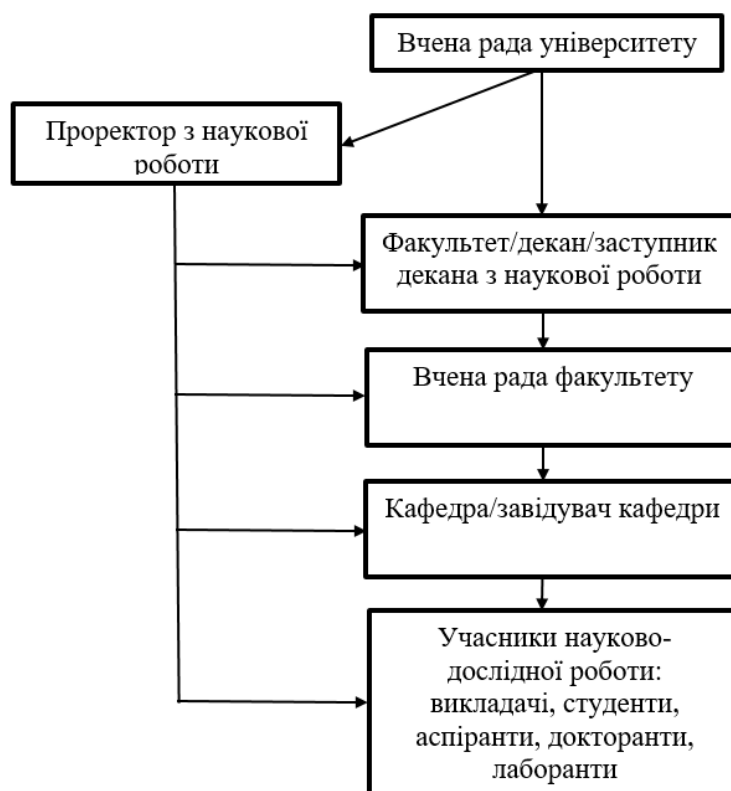 Вчена рада університету
Проректор з наукової
роботи
Факультет/декан/заступник
декана з наукової роботи
Вчена рада факультету
Кафедра/завідувач кафедри
Учасники науково-
дослідної роботи:
викладачі, студенти,
аспіранти, докторанти,
лаборанти